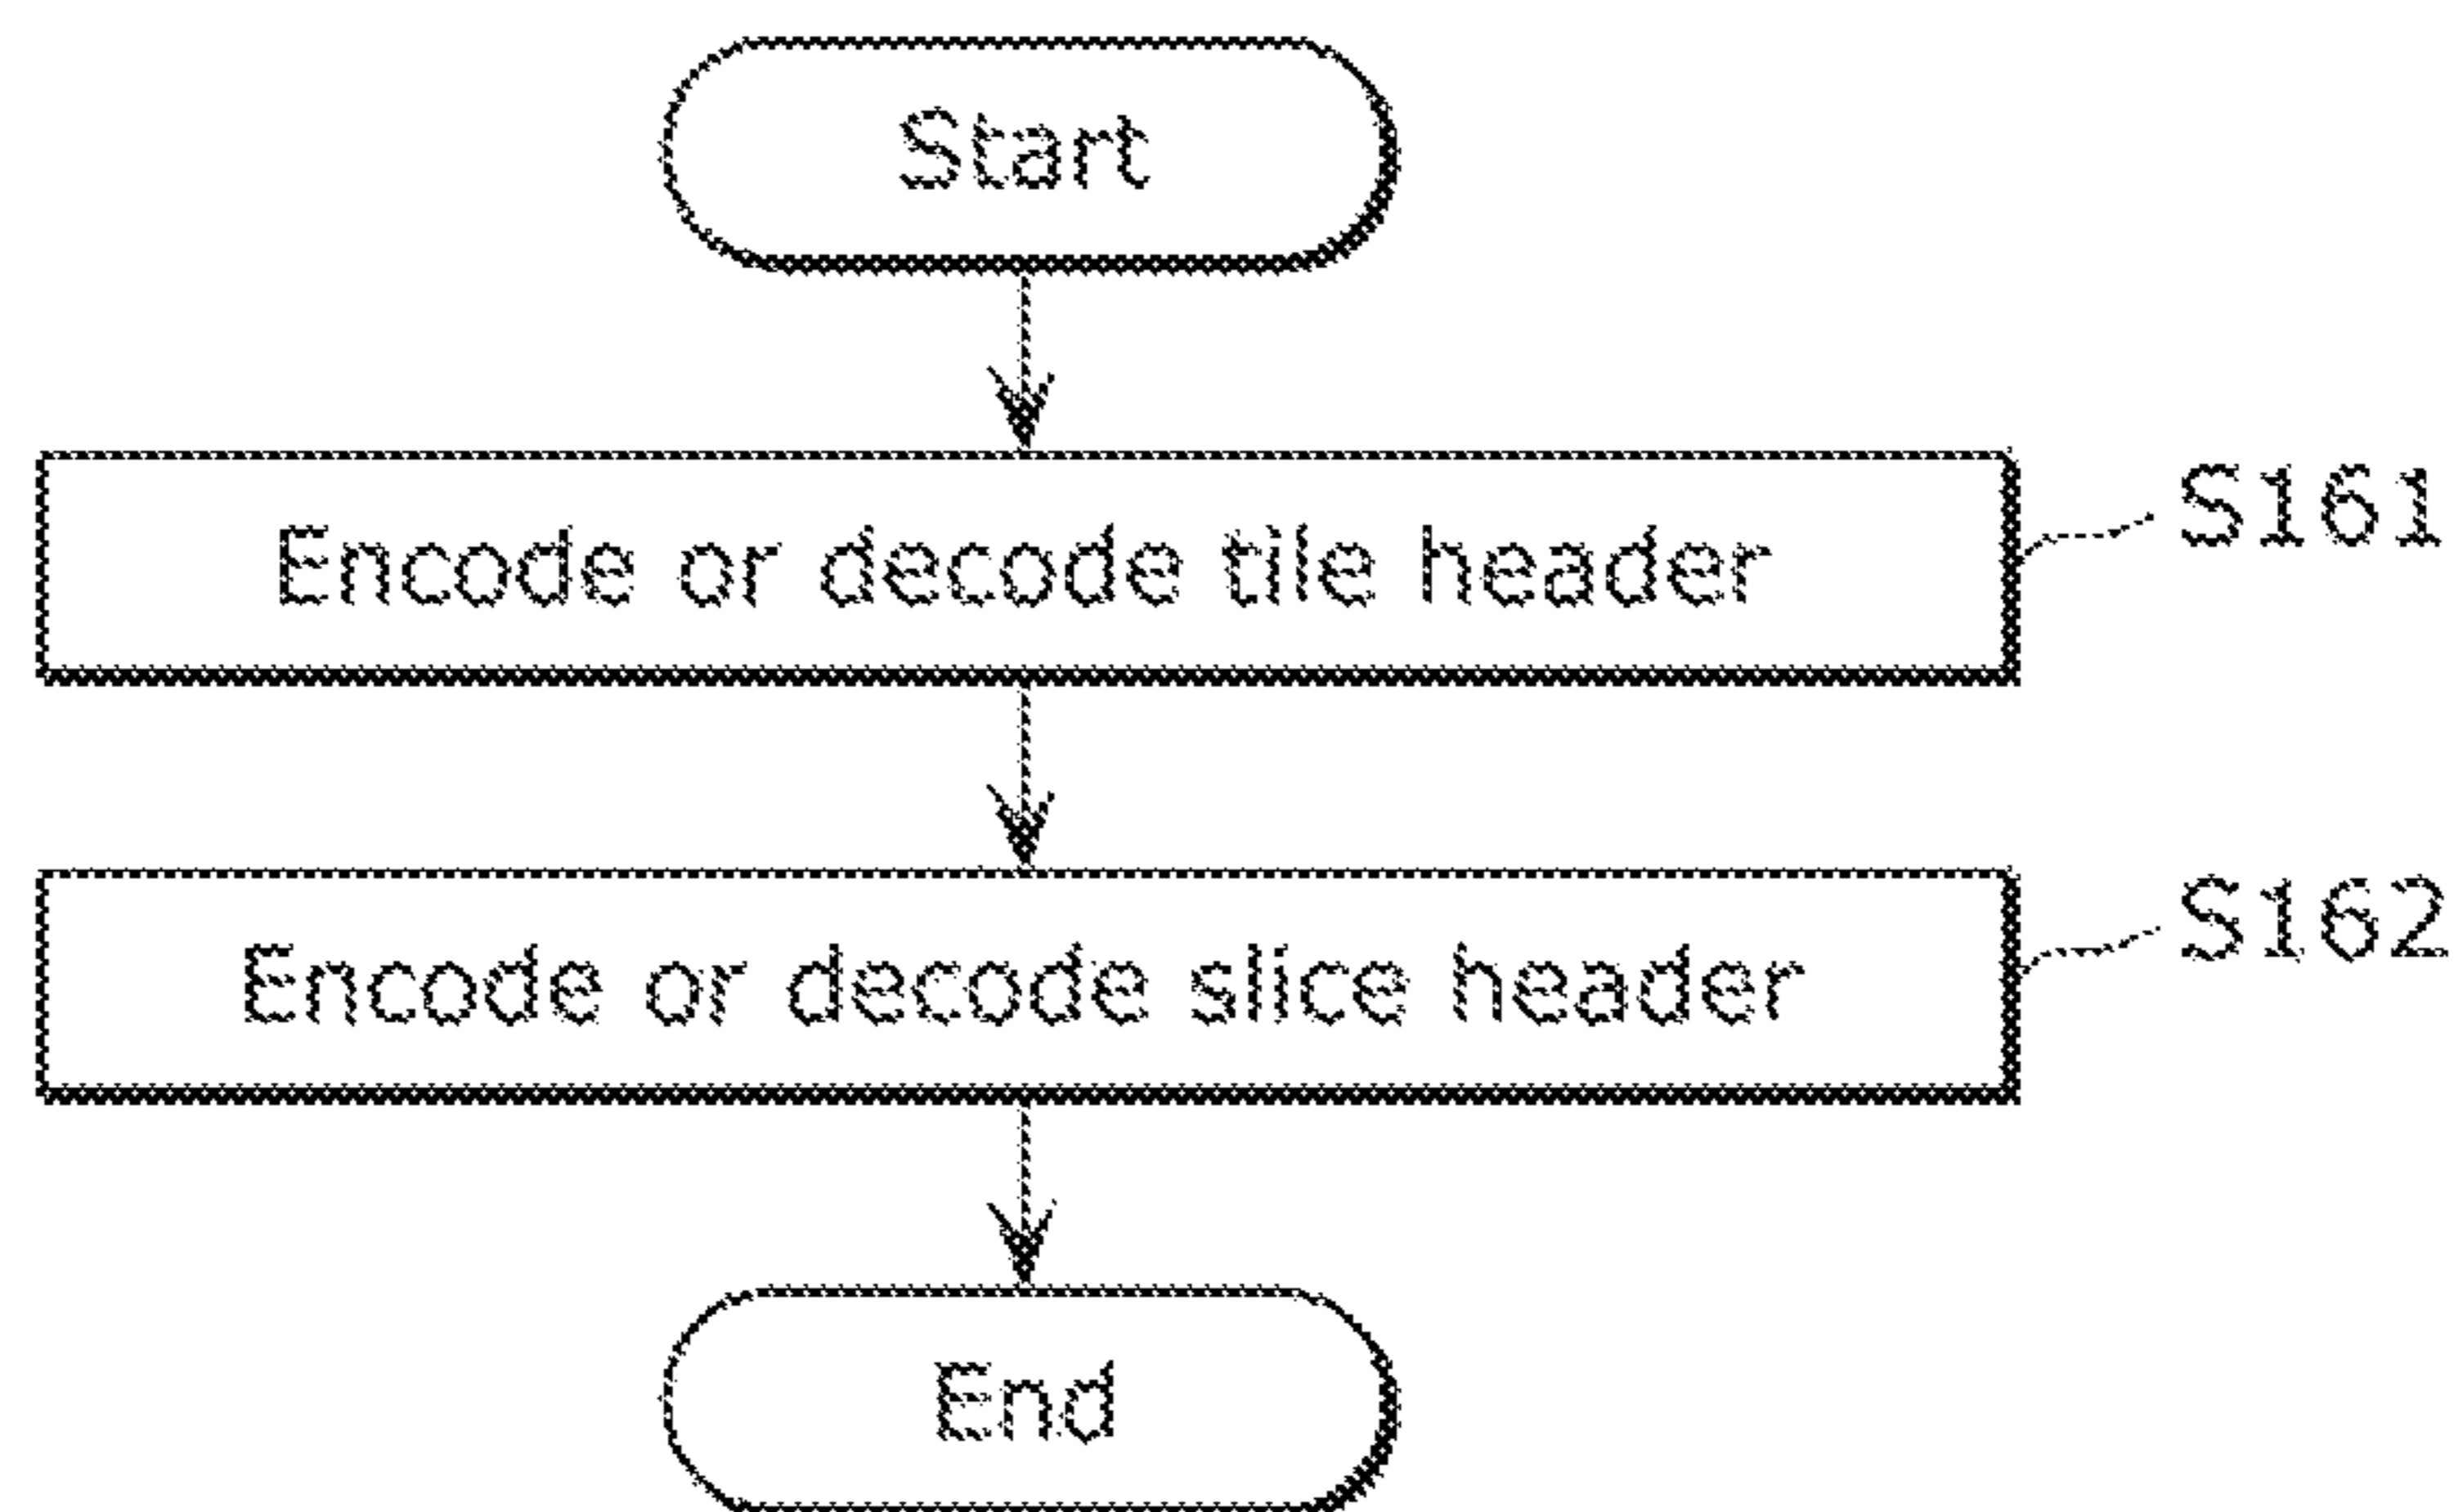 Start
Encode or decode tile header
S161
Encode or decode slice header
S162
End